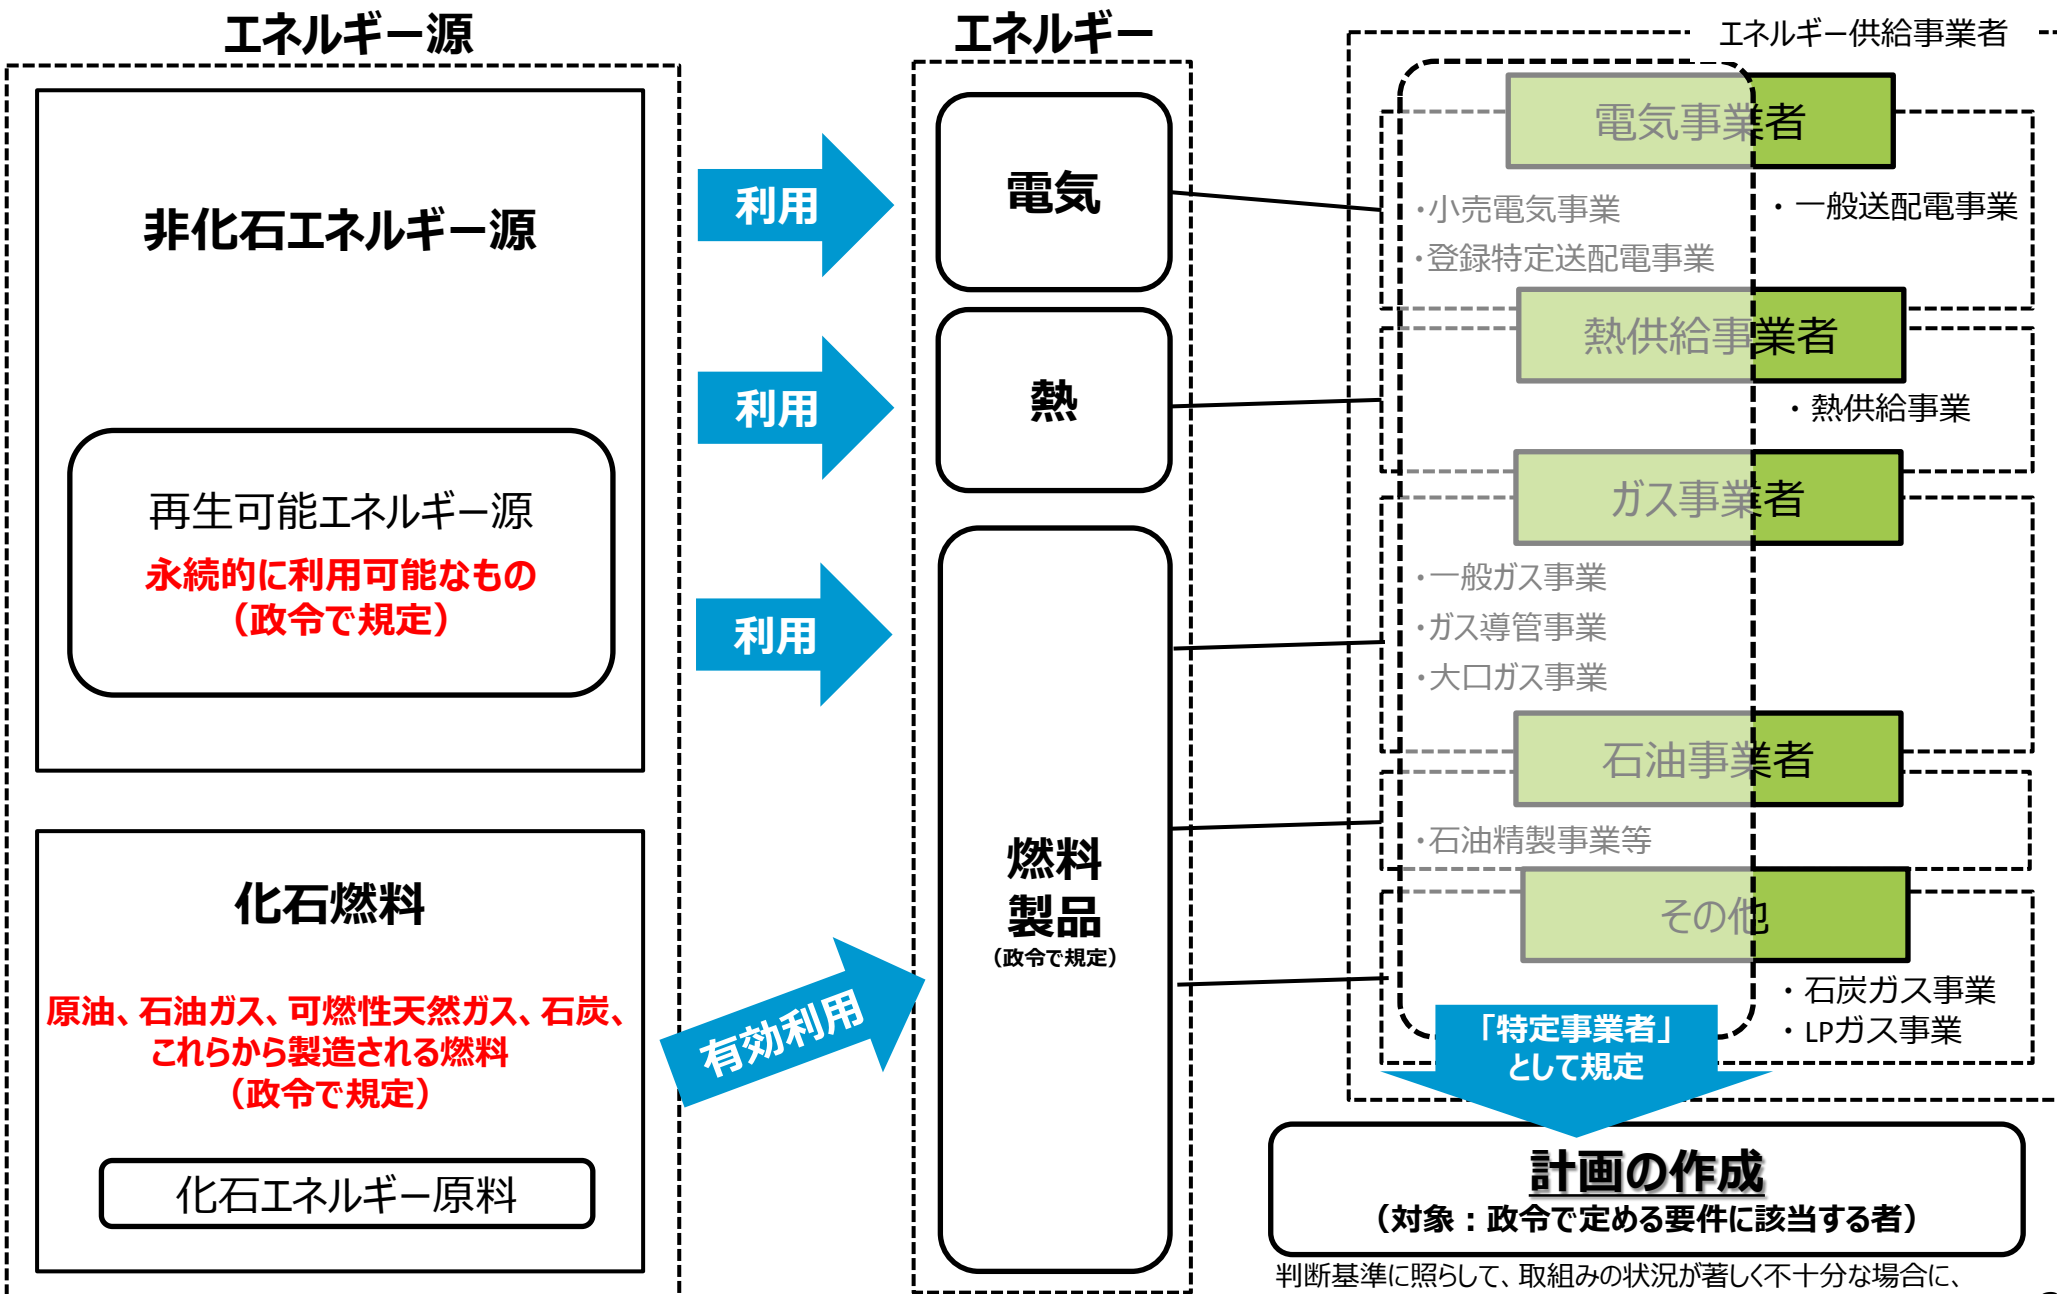 エネルギー源
非化石エネルギー源
再生可能エネルギー源
永続的に利用可能なもの
（政令で規定）
化石燃料
原油、石油ガス、可燃性天然ガス、石炭、
これらから製造される燃料
（政令で規定）
化石エネルギー原料
利用
利用
利用
有効利用
エネルギー
電気
熱
燃料
製品
（政令で規定）
エネルギー供給事業者
電気事業者
・小売電気事業
・登録特定送配電事業
・一般送配電事業
熱供給事業者
・熱供給事業
ガス事業者
・一般ガス事業
・ガス導管事業
・大口ガス事業
石油事業者
・石油精製事業等
その他
・石炭ガス事業
・LPガス事業
「特定事業者」
として規定
計画の作成
（対象：政令で定める要件に該当する者）
判断基準に照らして、取組みの状況が著しく不十分な場合に、